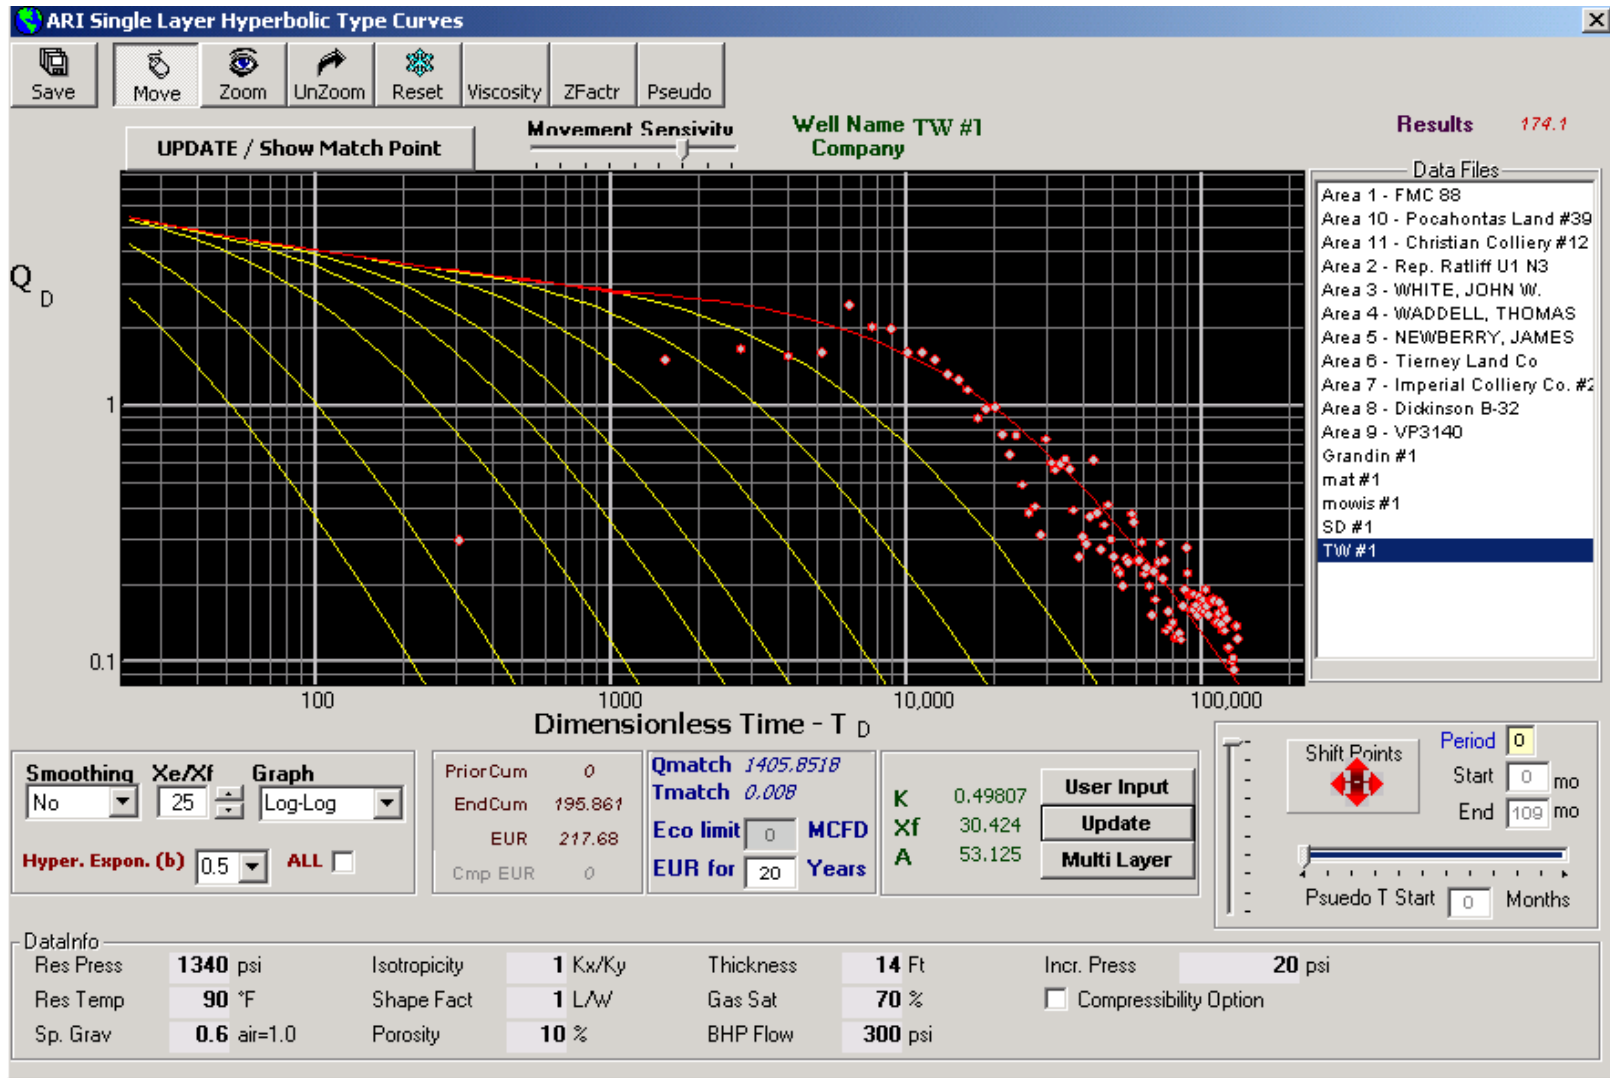 ARI Single Layer Hyperbolic Type Curves
Save Move Zoom UnZoom Reset Viscosity ZFactr Pseudo
UPDATE / Show Match Point
Movement Sensivity
Well Name TW #1
Company
Results 174.1
Data Files
Area 1 - FMC 88
Area 10 - Pocahontas Land #39
Area 11 - Christian Colliery #12
Area 2 - Rep. Ratliff U1 N3
Area 3 - WHITE, JOHN W.
Area 4 - WADDELL, THOMAS
Area 5 - NEWBERRY, JAMES
Area 6 - Tierney Land Co
Area 7 - Imperial Colliery Co. #2
Area 8 - Dickinson B-32
Area 9 - VP3140
Grandin #1
mat #1
mowis #1
SD #1
TW #1
Q D
1
0.1
100 1000 10,000 100,000
Dimensionless Time - T D
Smoothing Xe/Xf Graph
No 25 Log-Log
Hyper. Expon. (b) 0.5 ALL
PriorCum 0
EndCum 195.861
EUR 217.68
Cmp EUR 0
Qmatch 1405.8518
Tmatch 0.008
Eco limit 0 MCFD
EUR for 20 Years
K 0.49807
Xf 30.424
A 53.125
User Input
Update
Multi Layer
Shift Points
Period 0
Start 0 mo
End 109 mo
Psuedo T Start 0 Months
DataInfo
Res Press 1340 psi Isotropicity 1 Kx/Ky Thickness 14 Ft Incr. Press 20 psi
Res Temp 90 °F Shape Fact 1 L/W Gas Sat 70 % Compressibility Option
Sp. Grav 0.6 air=1.0 Porosity 10 % BHP Flow 300 psi